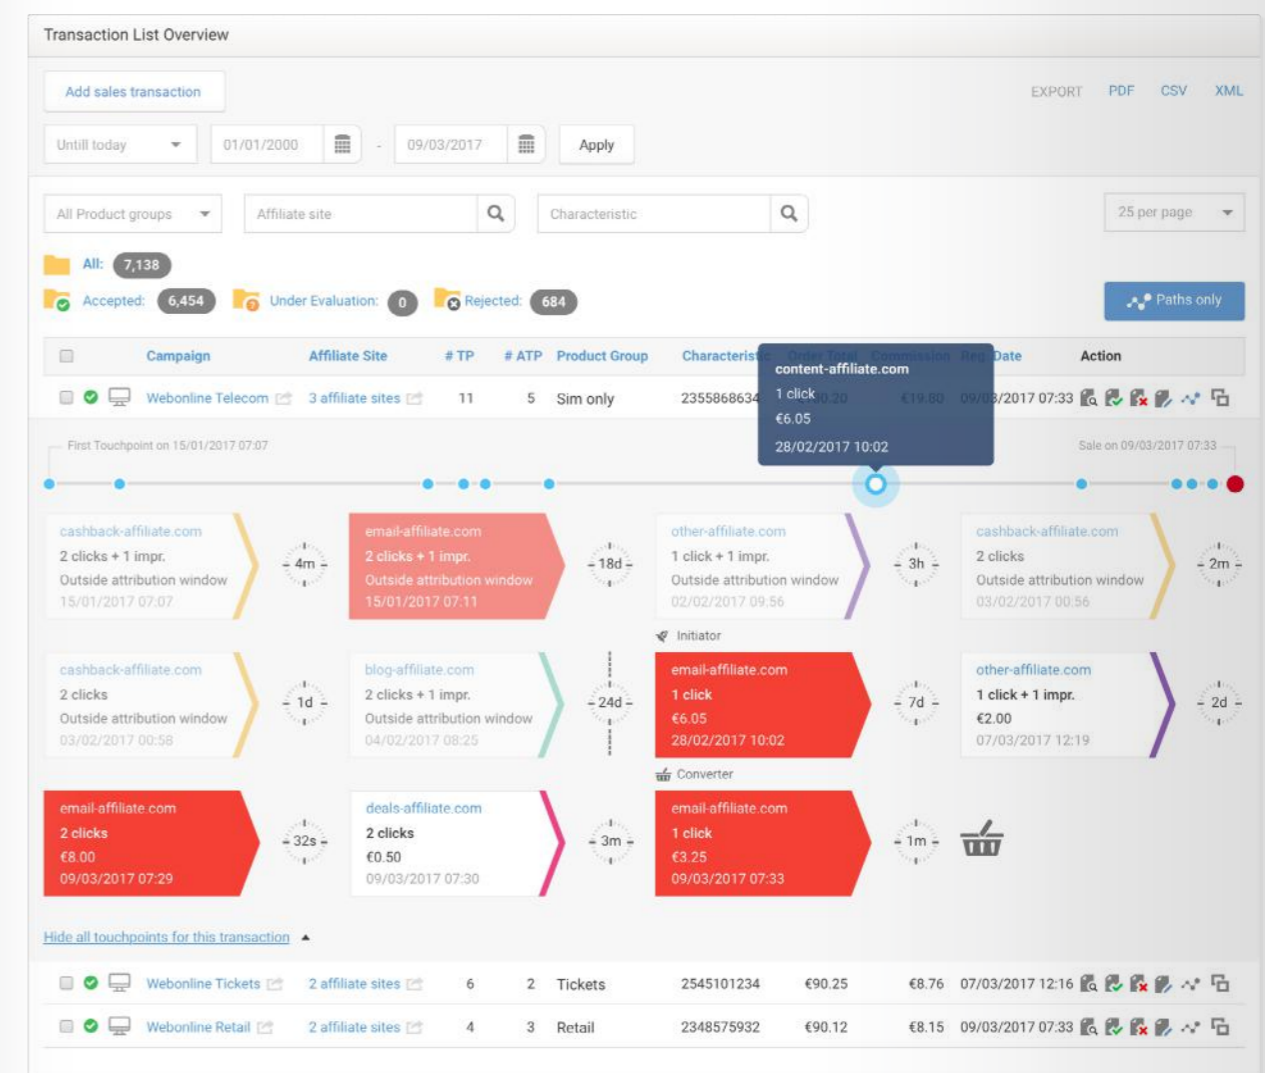 Transaction List Overview
Add sales transaction
EXPORT PDF CSV XML
Untill today 01/01/2000 - 09/03/2017 Apply
All Product groups Affiliate site Characteristic 25 per page
All: 7,138
Accepted: 6,454 Under Evaluation: 0 Rejected: 684 Paths only
Campaign Affiliate Site # TP # ATP Product Group Characteristic Order Total Commission Reg. Date Action
Webonline Telecom 3 affiliate sites 11 5 Sim only 2355868634 €19.80 09/03/2017 07:33
content-affiliate.com
1 click
€6.05
28/02/2017 10:02
First Touchpoint on 15/01/2017 07:07
Sale on 09/03/2017 07:33
cashback-affiliate.com
2 clicks + 1 impr.
Outside attribution window
15/01/2017 07:07
4m
email-affiliate.com
2 clicks + 1 impr.
Outside attribution window
15/01/2017 07:11
18d
other-affiliate.com
1 click + 1 impr.
Outside attribution window
02/02/2017 09:56
3h
cashback-affiliate.com
2 clicks
Outside attribution window
03/02/2017 00:56
2m
cashback-affiliate.com
2 clicks
Outside attribution window
03/02/2017 00:58
1d
blog-affiliate.com
2 clicks + 1 impr.
Outside attribution window
04/02/2017 08:25
24d
Initiator
email-affiliate.com
1 click
€6.05
28/02/2017 10:02
7d
other-affiliate.com
1 click + 1 impr.
€2.00
07/03/2017 12:19
2d
email-affiliate.com
2 clicks
€8.00
09/03/2017 07:29
32s
deals-affiliate.com
2 clicks
€0.50
09/03/2017 07:30
3m
Converter
email-affiliate.com
1 click
€3.25
09/03/2017 07:33
1m
Hide all touchpoints for this transaction
Webonline Tickets 2 affiliate sites 6 2 Tickets 2545101234 €90.25 €8.76 07/03/2017 12:16
Webonline Retail 2 affiliate sites 4 3 Retail 2348575932 €90.12 €8.15 09/03/2017 07:33